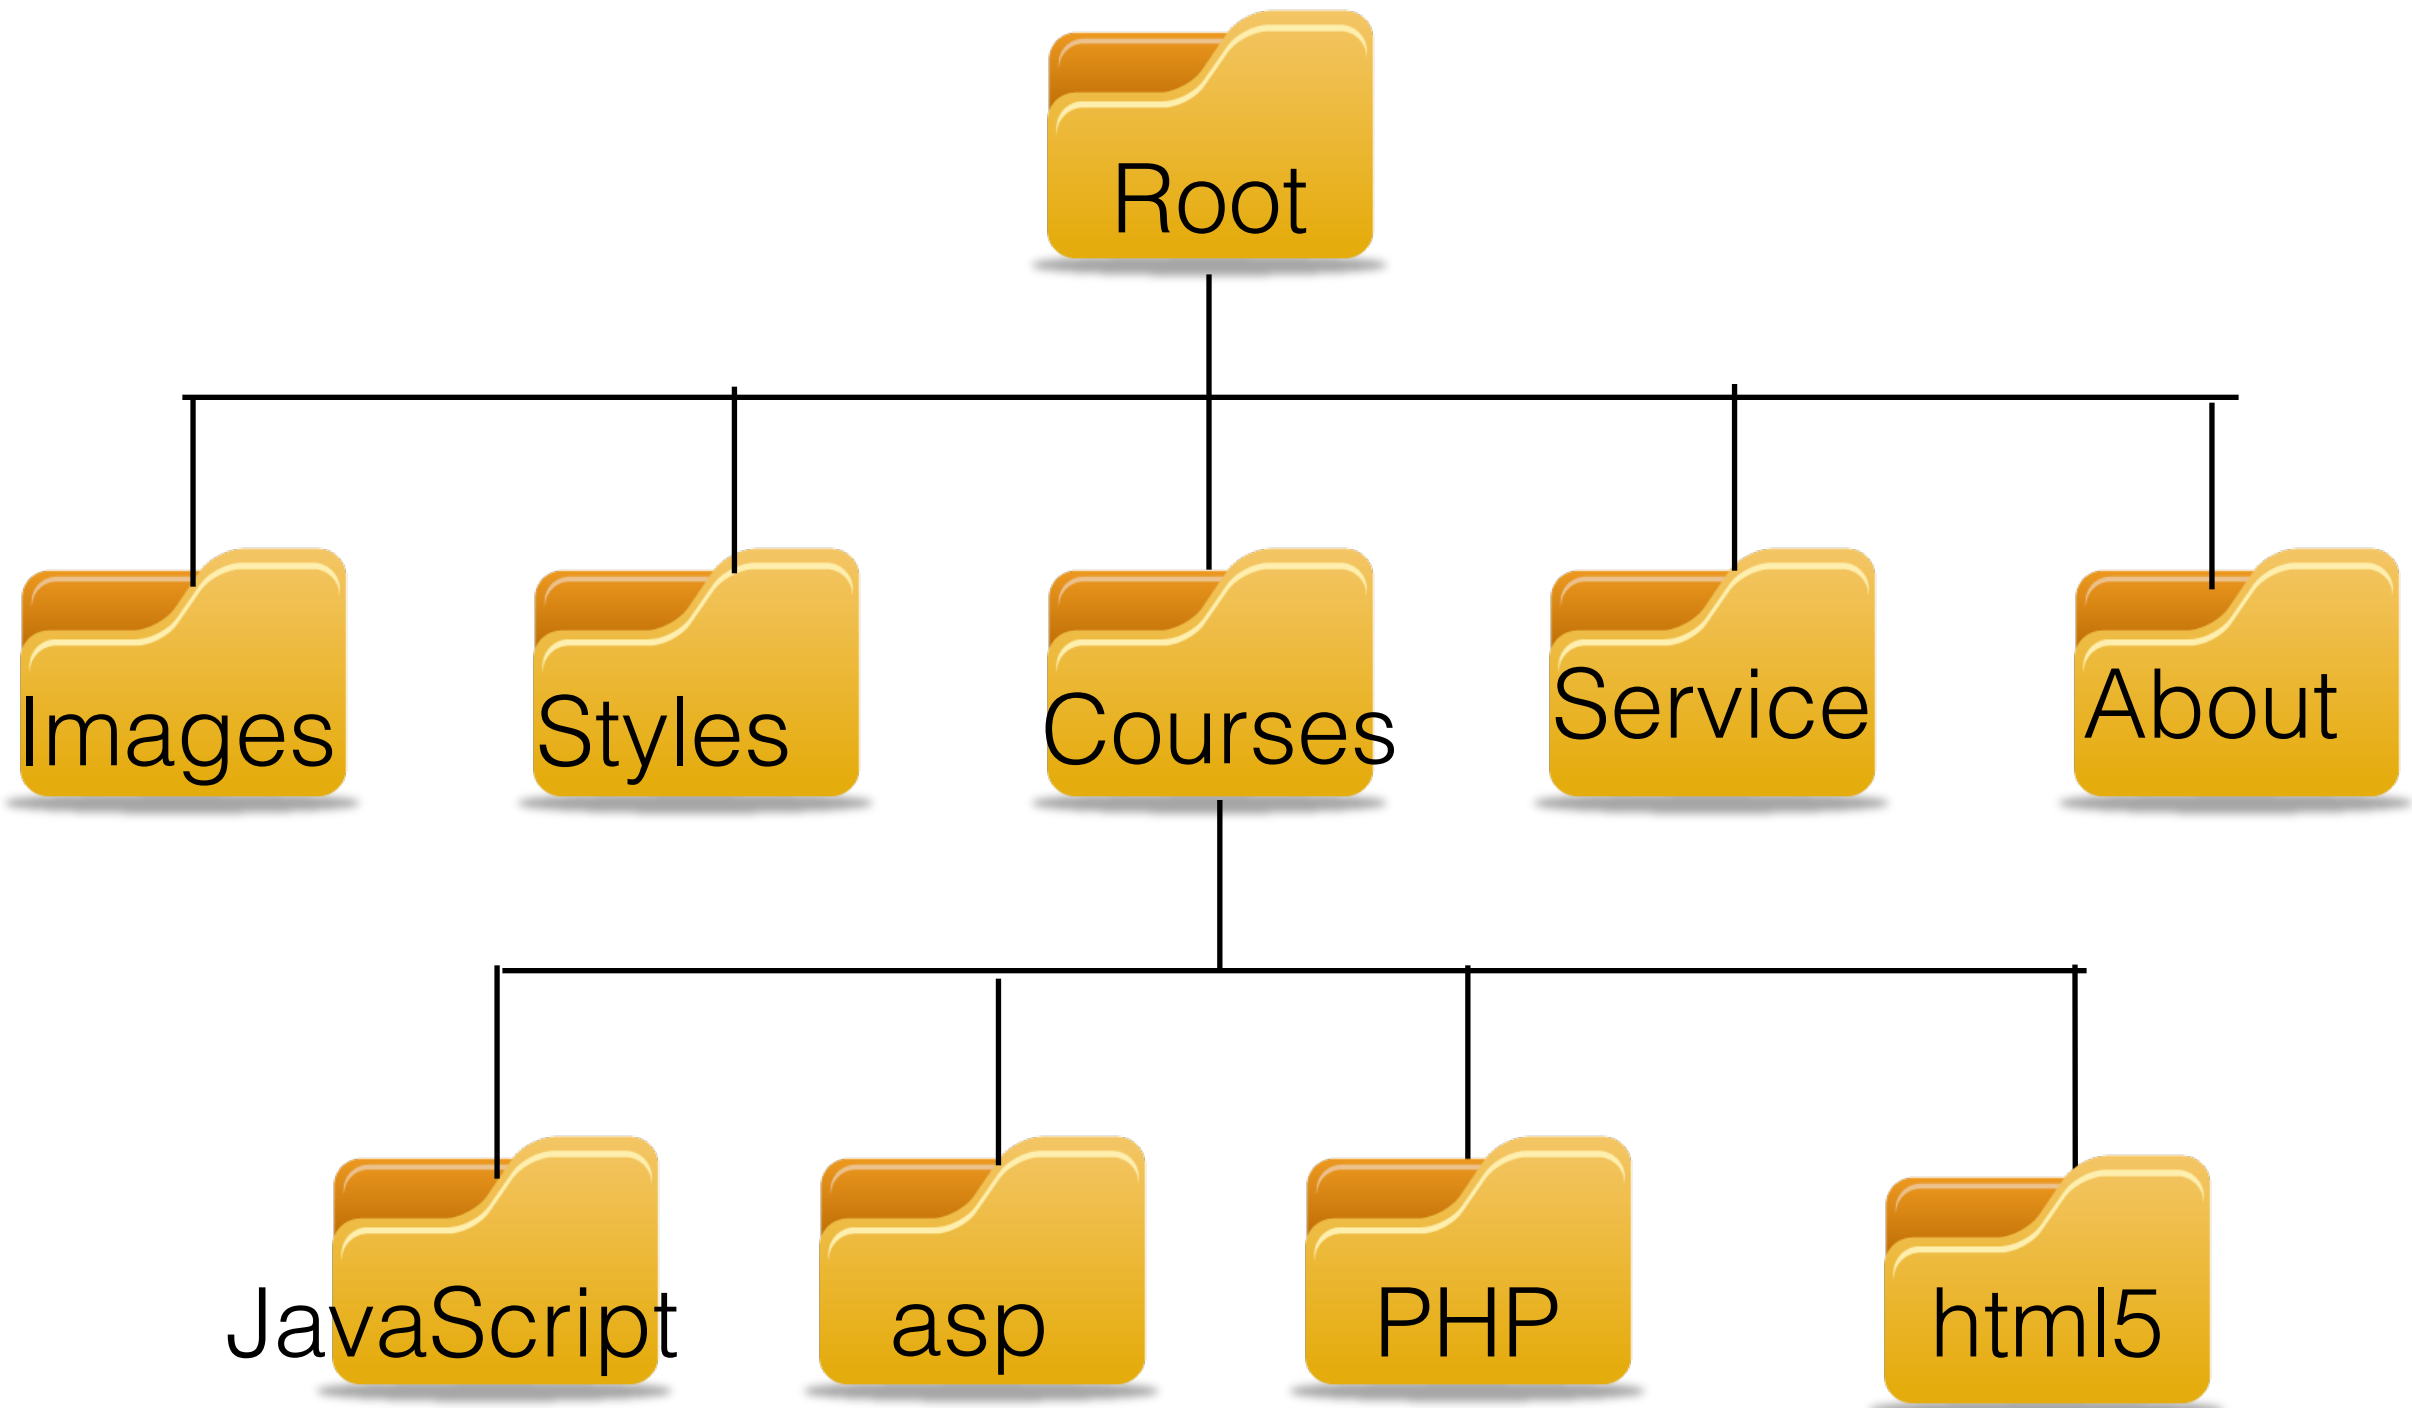 Root
Images
Styles
Courses
Service
About
JavaScript
asp
PHP
html5